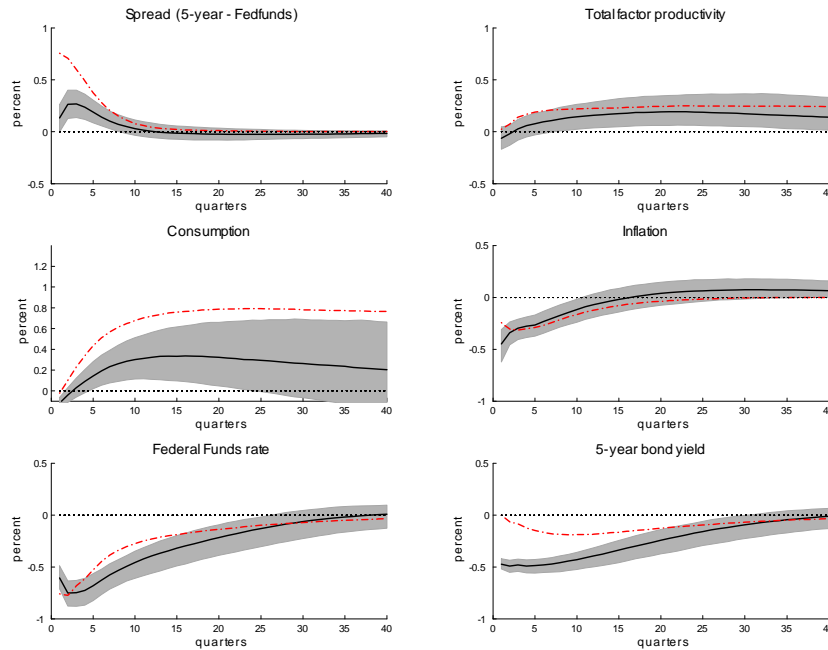 Spread (5-year - Fedfunds)
1
0.5
0
-0.5
percent
0 5 10 15 20 25 30 35 40
quarters
Total factor productivity
1
0.5
0
-0.5
percent
0 5 10 15 20 25 30 35 40
quarters
Consumption
1.2
1
0.8
0.6
0.4
0.2
0
percent
0 5 10 15 20 25 30 35 40
quarters
Inflation
0.5
0
-0.5
-1
percent
0 5 10 15 20 25 30 35 40
quarters
Federal Funds rate
0.5
0
-0.5
-1
percent
0 5 10 15 20 25 30 35 40
quarters
5-year bond yield
0.5
0
-0.5
-1
percent
0 5 10 15 20 25 30 35 40
quarters